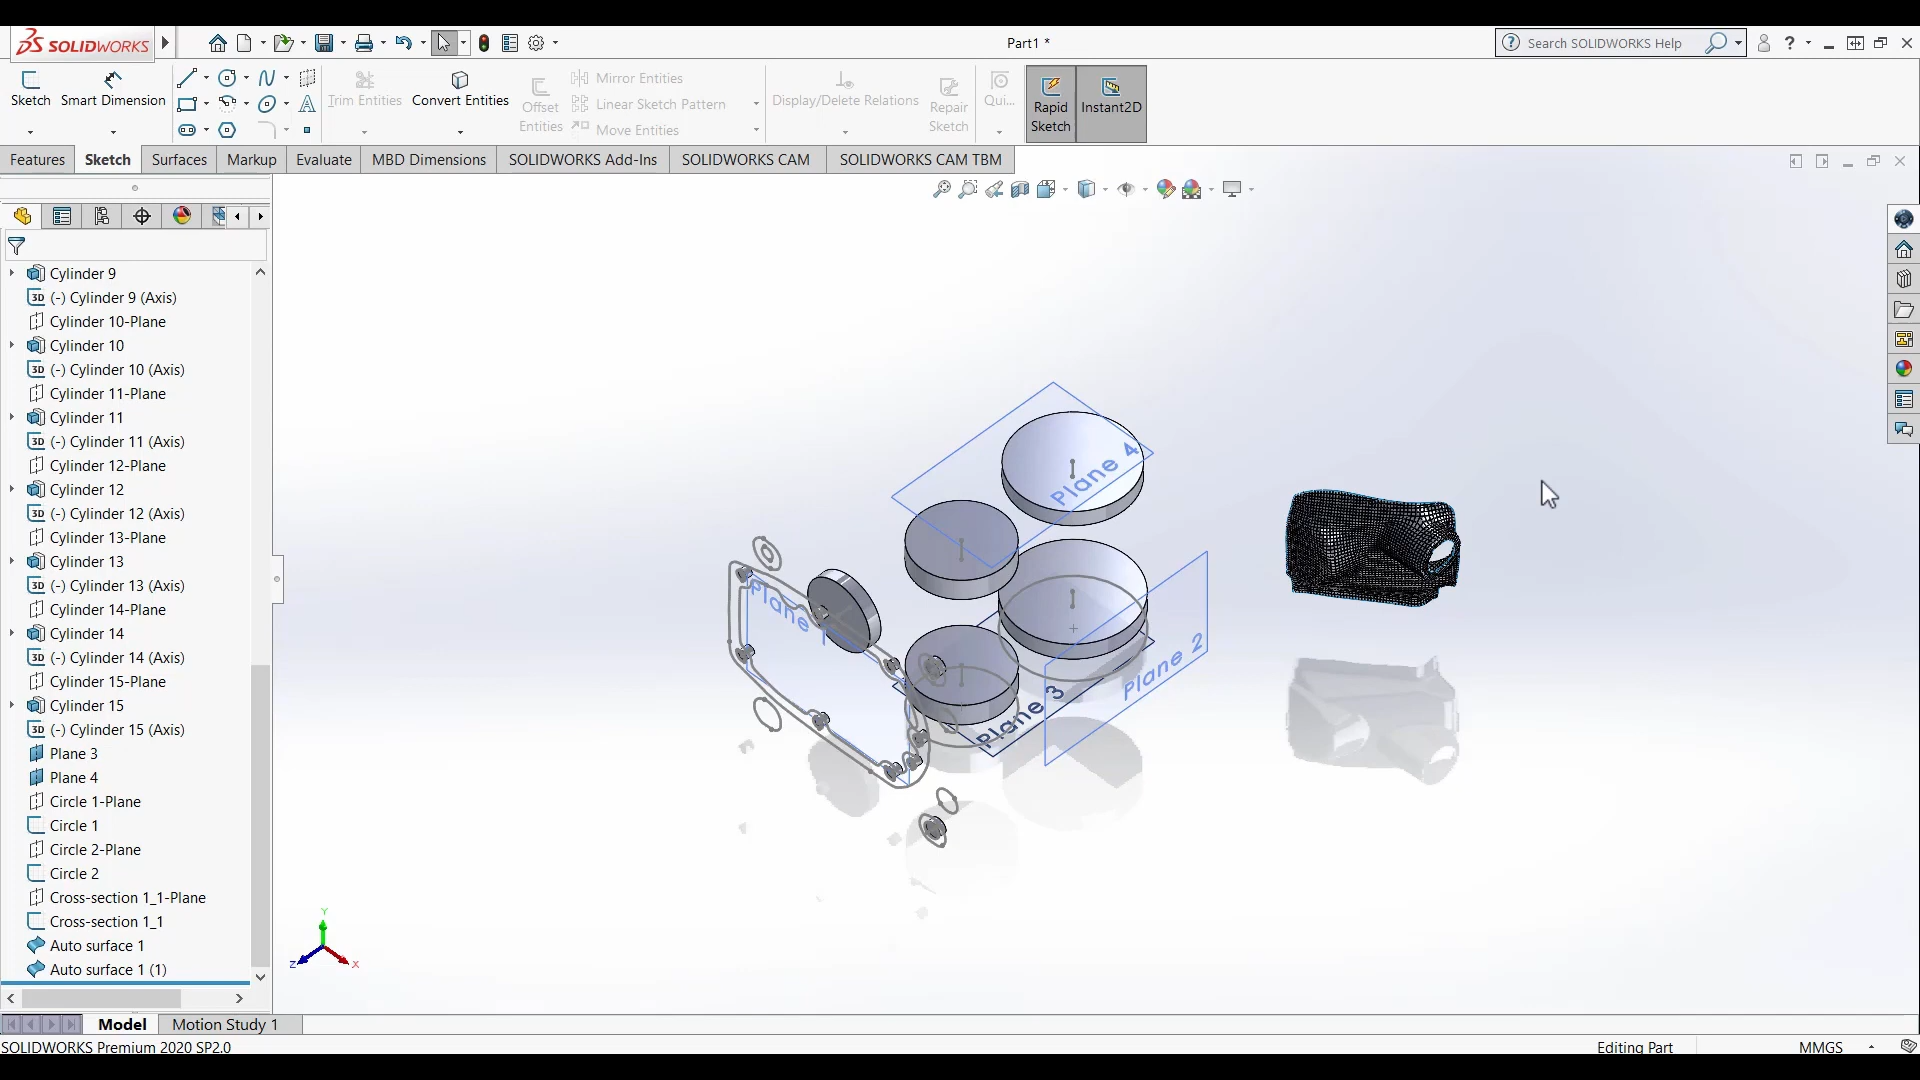 SOLIDWORKS
Part1 *
Search SOLIDWORKS Help
Sketch
Smart Dimension
Trim Entities
Convert Entities
Offset Entities
Mirror Entities
Linear Sketch Pattern
Move Entities
Display/Delete Relations
Repair Sketch
Qui...
Rapid Sketch
Instant2D
Features
Sketch
Surfaces
Markup
Evaluate
MBD Dimensions
SOLIDWORKS Add-Ins
SOLIDWORKS CAM
SOLIDWORKS CAM TBM
Cylinder 9
(-) Cylinder 9 (Axis)
Cylinder 10-Plane
Cylinder 10
(-) Cylinder 10 (Axis)
Cylinder 11-Plane
Cylinder 11
(-) Cylinder 11 (Axis)
Cylinder 12-Plane
Cylinder 12
(-) Cylinder 12 (Axis)
Cylinder 13-Plane
Cylinder 13
(-) Cylinder 13 (Axis)
Cylinder 14-Plane
Cylinder 14
(-) Cylinder 14 (Axis)
Cylinder 15-Plane
Cylinder 15
(-) Cylinder 15 (Axis)
Plane 3
Plane 4
Circle 1-Plane
Circle 1
Circle 2-Plane
Circle 2
Cross-section 1_1-Plane
Cross-section 1_1
Auto surface 1
Auto surface 1 (1)
Plane 4
Plane 1
Plane 2
Plane 3
Y
Z
X
Model
Motion Study 1
SOLIDWORKS Premium 2020 SP2.0
Editing Part
MMGS